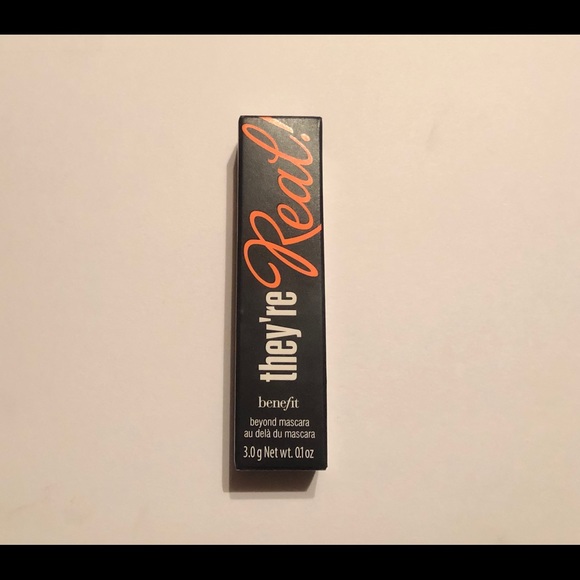 they're Real!
benefit
beyond mascara
au delà du mascara
3.0 g Net wt. 0.1 oz